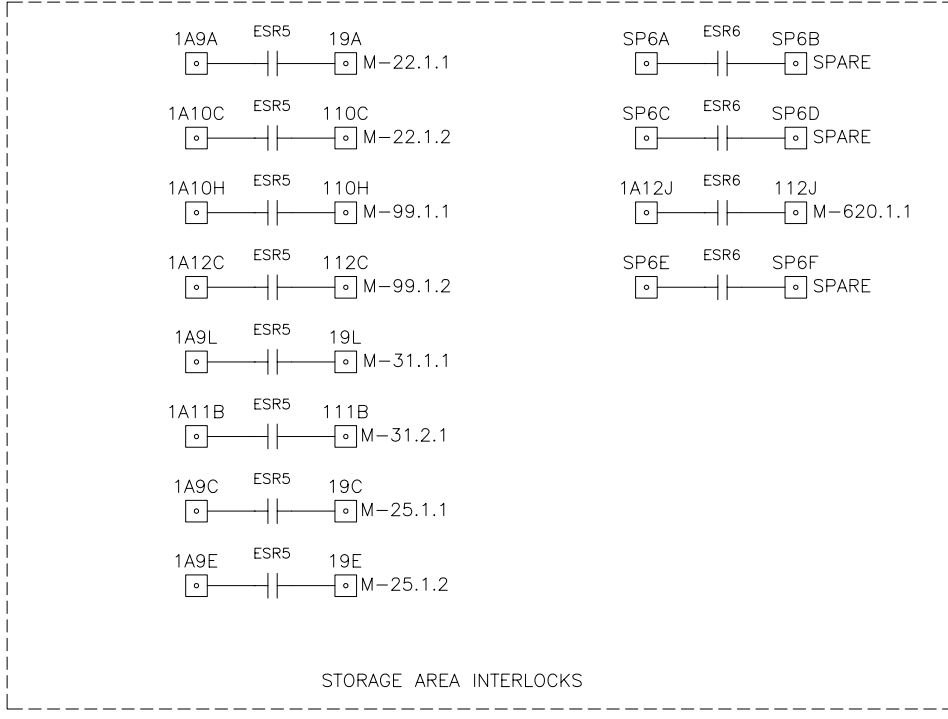 1A9A ESR5 19A M-22.1.1
1A10C ESR5 110C M-22.1.2
1A10H ESR5 110H M-99.1.1
1A12C ESR5 112C M-99.1.2
1A9L ESR5 19L M-31.1.1
1A11B ESR5 111B M-31.2.1
1A9C ESR5 19C M-25.1.1
1A9E ESR5 19E M-25.1.2
SP6A ESR6 SP6B SPARE
SP6C ESR6 SP6D SPARE
1A12J ESR6 112J M-620.1.1
SP6E ESR6 SP6F SPARE
STORAGE AREA INTERLOCKS